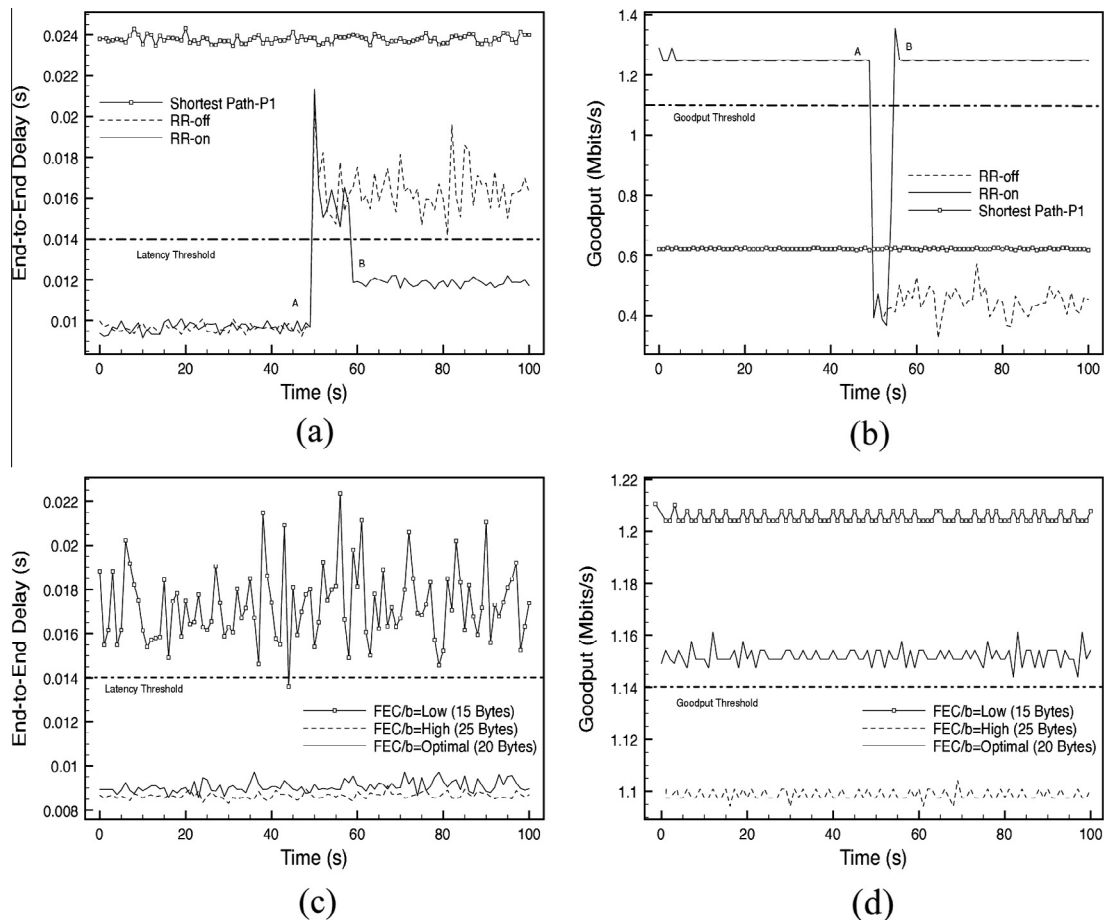 0.024
0.022
0.02
0.018
0.016
0.014
0.012
0.01
End-to-End Delay (s)
Shortest Path-P1
RR-off
RR-on
Latency Threshold
A
B
0 20 40 60 80 100
Time (s)
(a)
1.4
1.2
1
0.8
0.6
0.4
Goodput (Mbits/s)
A
B
Goodput Threshold
RR-off
RR-on
Shortest Path-P1
0 20 40 60 80 100
Time (s)
(b)
0.022
0.02
0.018
0.016
0.014
0.012
0.01
0.008
End-to-End Delay (s)
Latency Threshold
FEC/b=Low (15 Bytes)
FEC/b=High (25 Bytes)
FEC/b=Optimal (20 Bytes)
0 20 40 60 80 100
Time (s)
(c)
1.22
1.2
1.18
1.16
1.14
1.12
1.1
Goodput (Mbits/s)
Goodput Threshold
FEC/b=Low (15 Bytes)
FEC/b=High (25 Bytes)
FEC/b=Optimal (20 Bytes)
0 20 40 60 80 100
Time (s)
(d)